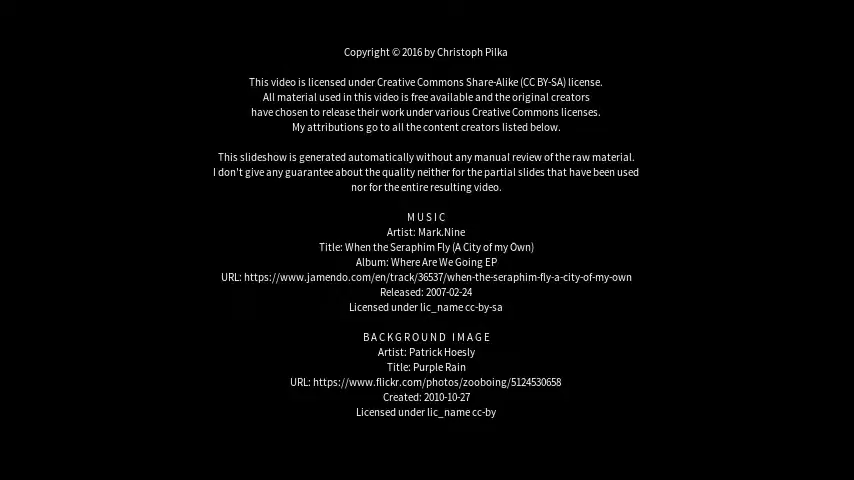 Copyright © 2016 by Christoph Pilka
This video is licensed under Creative Commons Share-Alike (CC BY-SA) license.
All material used in this video is free available and the original creators
have chosen to release their work under various Creative Commons licenses.
My attributions go to all the content creators listed below.
This slideshow is generated automatically without any manual review of the raw material.
I don't give any guarantee about the quality neither for the partial slides that have been used
nor for the entire resulting video.
M U S I C
Artist: Mark.Nine
Title: When the Seraphim Fly (A City of my Own)
Album: Where Are We Going EP
URL: https://www.jamendo.com/en/track/36537/when-the-seraphim-fly-a-city-of-my-own
Released: 2007-02-24
Licensed under lic_name cc-by-sa
B A C K G R O U N D   I M A G E
Artist: Patrick Hoesly
Title: Purple Rain
URL: https://www.flickr.com/photos/zooboing/5124530658
Created: 2010-10-27
Licensed under lic_name cc-by